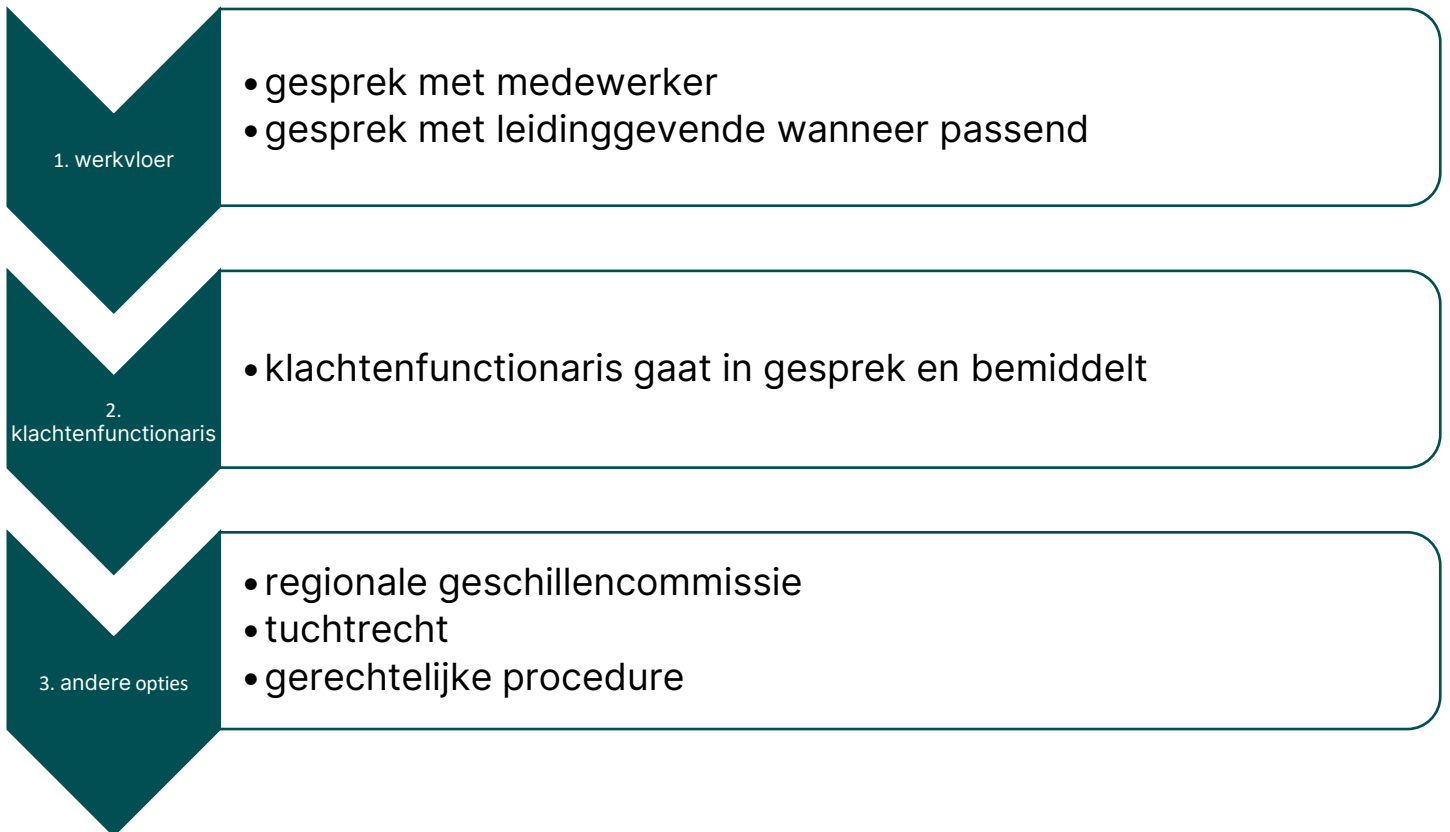 1. werkvloer
• gesprek met medewerker
• gesprek met leidinggevende wanneer passend
2.
klachtenfunctionaris
• klachtenfunctionaris gaat in gesprek en bemiddelt
3. andere opties
• regionale geschillencommissie
• tuchtrecht
• gerechtelijke procedure